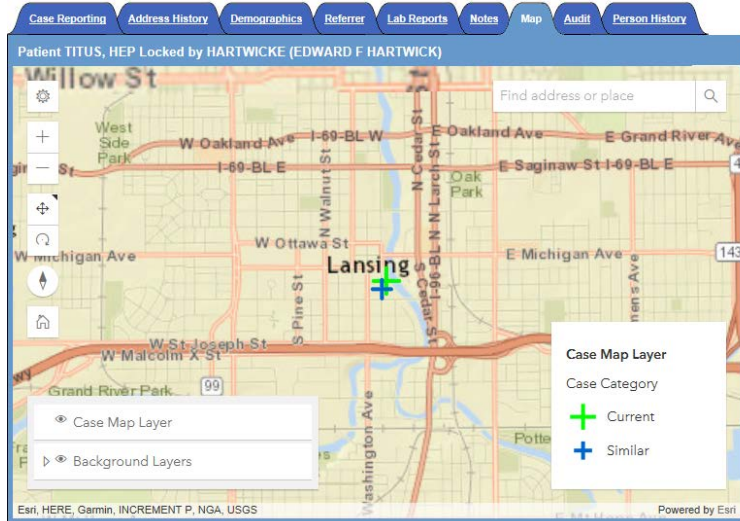 Case Reporting Address History Demographics Referrer Lab Reports Notes Map Audit Person History
Patient TITUS, HEP Locked by HARTWICKE (EDWARD F HARTWICK)
Willow St
Find address or place
West
Side
Park
W Oakland Ave
I-69-BL W
E Oakland Ave
E Grand River Ave
I-69-BL E
E Saginaw St I-69-BL E
St
N Cedar St
N Larch St
Oak
Park
N Walnut St
W Ottawa St
W Michigan Ave
E Michigan Ave
143
Lansing
S Pine St
S Cedar St
I-96-BL N
W St Joseph St
W Malcolm X St
99
Grand River Park
Washington Ave
Case Map Layer
Case Category
Current
Similar
Case Map Layer
Background Layers
Potte
Esri, HERE, Garmin, INCREMENT P, NGA, USGS
Powered by Esri